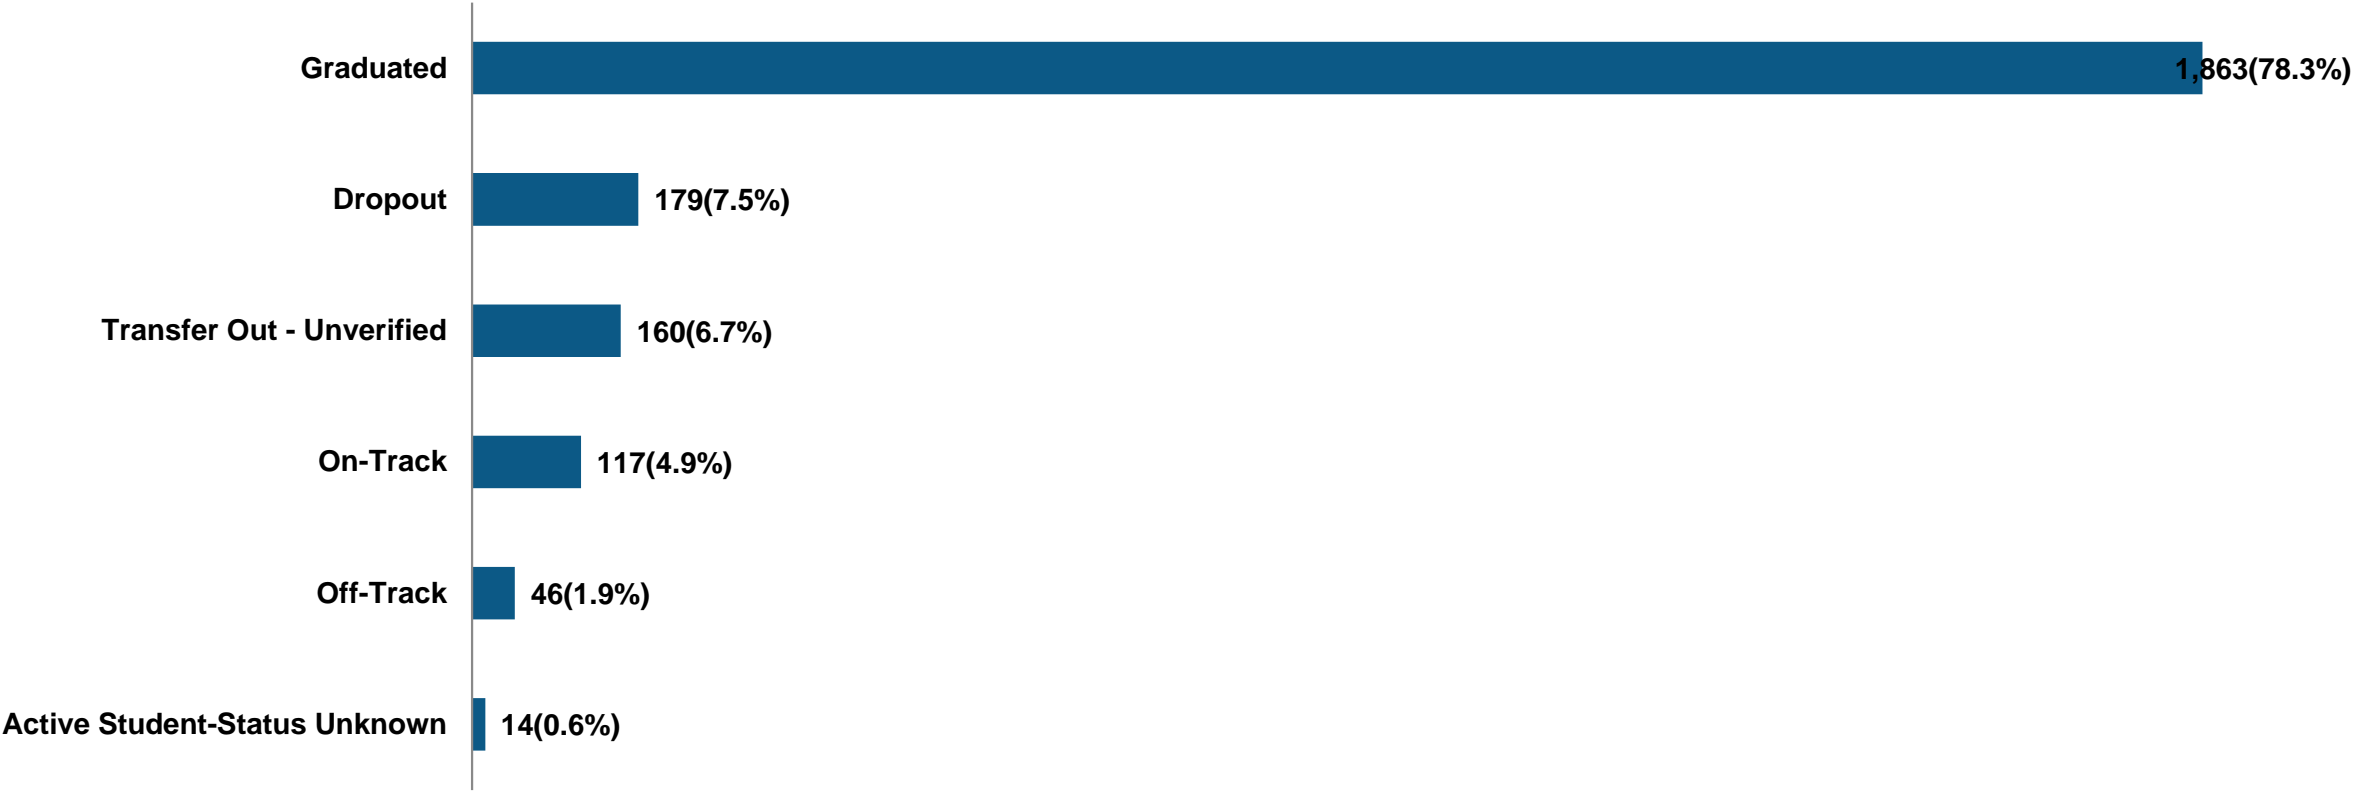 Graduated 1,863(78.3%)
Dropout 179(7.5%)
Transfer Out - Unverified 160(6.7%)
On-Track 117(4.9%)
Off-Track 46(1.9%)
Active Student-Status Unknown 14(0.6%)